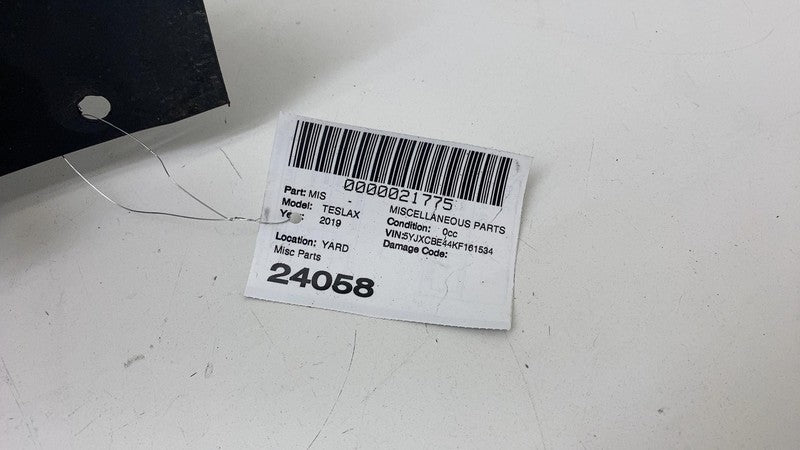 0000021775
Part: MIS - MISCELLANEOUS PARTS
Model: TESLAX Condition: 0cc
2019 VIN:5YJXCBE44KF161534
Damage Code:
Location: YARD
Misc Parts
24058